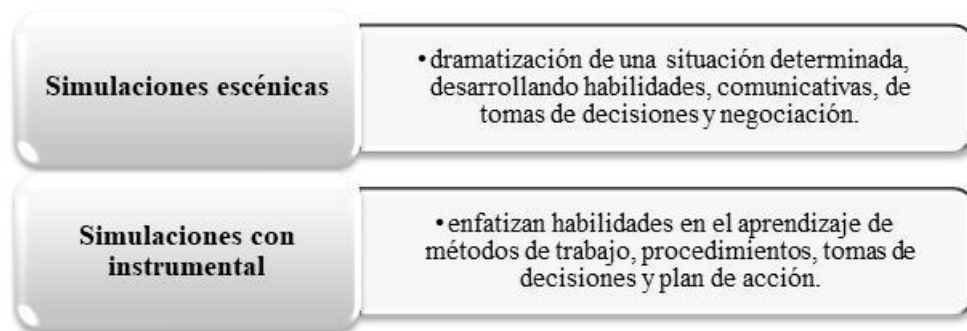 Simulaciones escénicas
•dramatización de una situación determinada,
desarrollando habilidades, comunicativas, de
tomas de decisiones y negociación.
Simulaciones con
instrumental
•enfatizan habilidades en el aprendizaje de
métodos de trabajo, procedimientos, tomas de
decisiones y plan de acción.